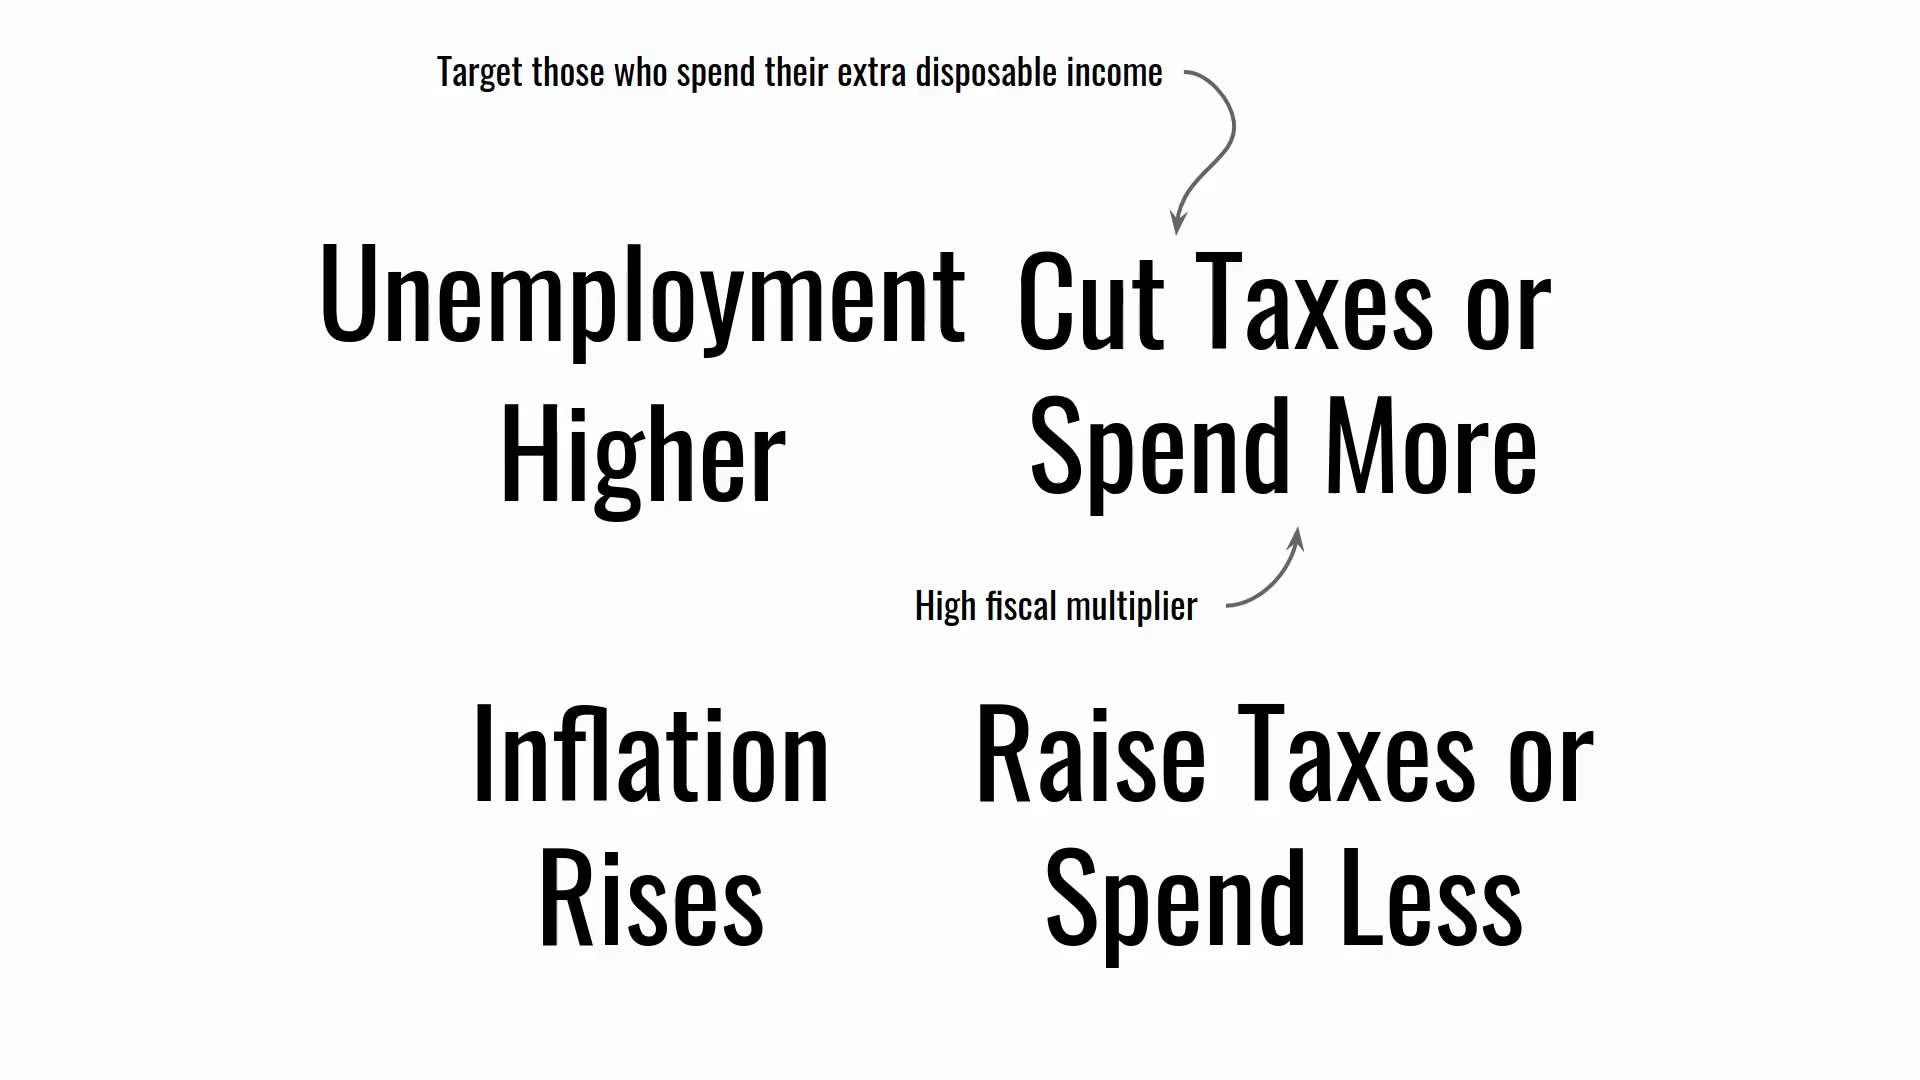 Target those who spend their extra disposable income
Unemployment
Higher
Cut Taxes or
Spend More
High fiscal multiplier
Inflation
Rises
Raise Taxes or
Spend Less